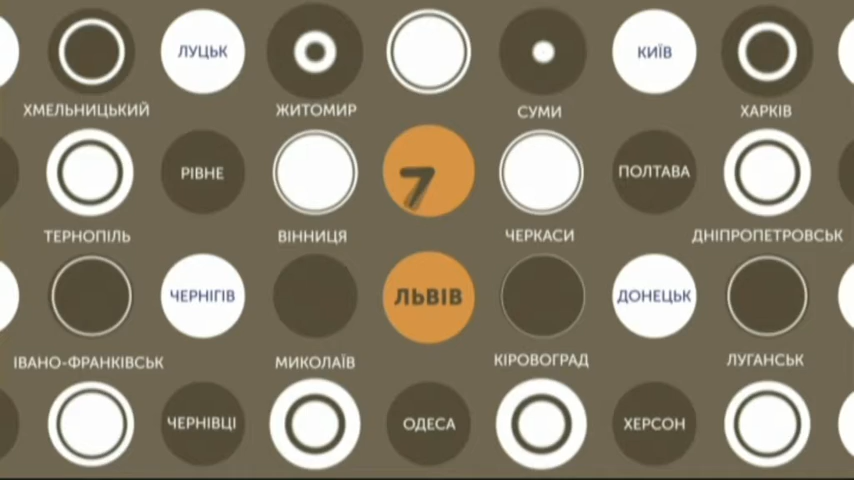 ЛУЦЬК
КИЇВ
ХМЕЛЬНИЦЬКИЙ
ЖИТОМИР
СУМИ
ХАРКІВ
РІВНЕ
7
ПОЛТАВА
ТЕРНОПІЛЬ
ВІННИЦЯ
ЧЕРКАСИ
ДНІПРОПЕТРОВСЬК
ЧЕРНІГІВ
ЛЬВІВ
ДОНЕЦЬК
ІВАНО-ФРАНКІВСЬК
МИКОЛАЇВ
КІРОВОГРАД
ЛУГАНСЬК
ЧЕРНІВЦІ
ОДЕСА
ХЕРСОН